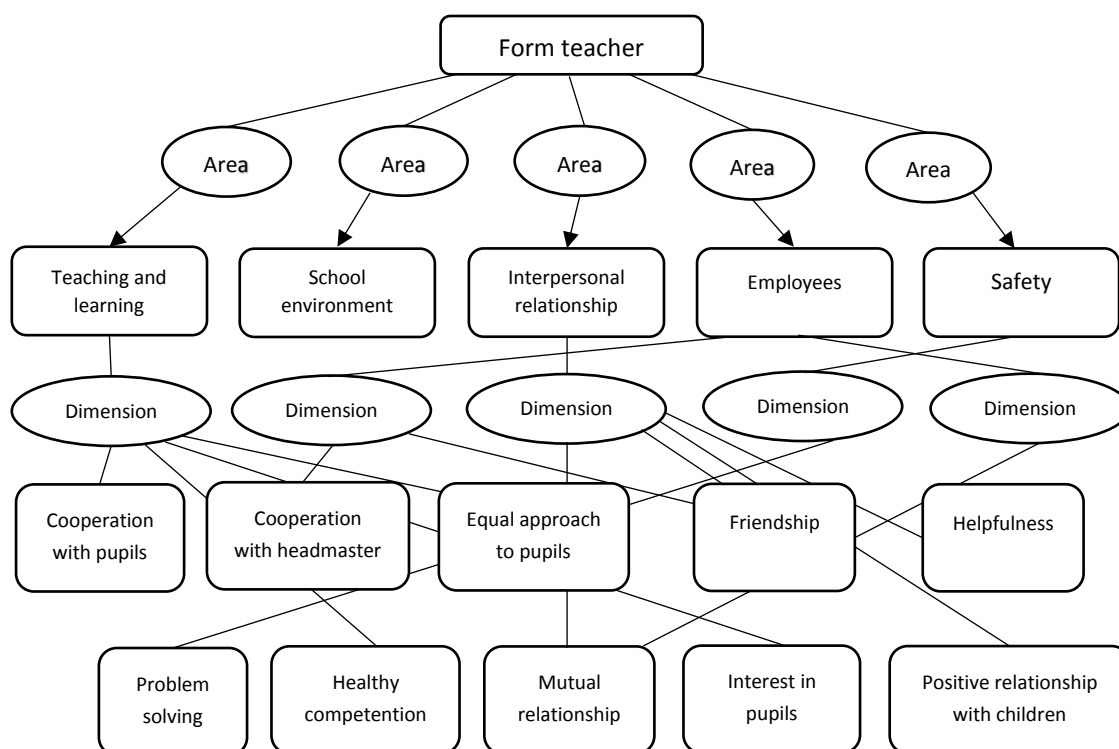 Form teacher
Area
Area
Area
Area
Area
Teaching and
learning
School
environment
Interpersonal
relationship
Employees
Safety
Dimension
Dimension
Dimension
Dimension
Dimension
Cooperation
with pupils
Cooperation
with headmaster
Equal approach
to pupils
Friendship
Helpfulness
Problem
solving
Healthy
competention
Mutual
relationship
Interest in
pupils
Positive relationship
with children